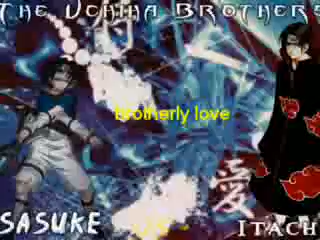 The Uchiha Brothers
brotherly love
愛
Sasuke
Itach